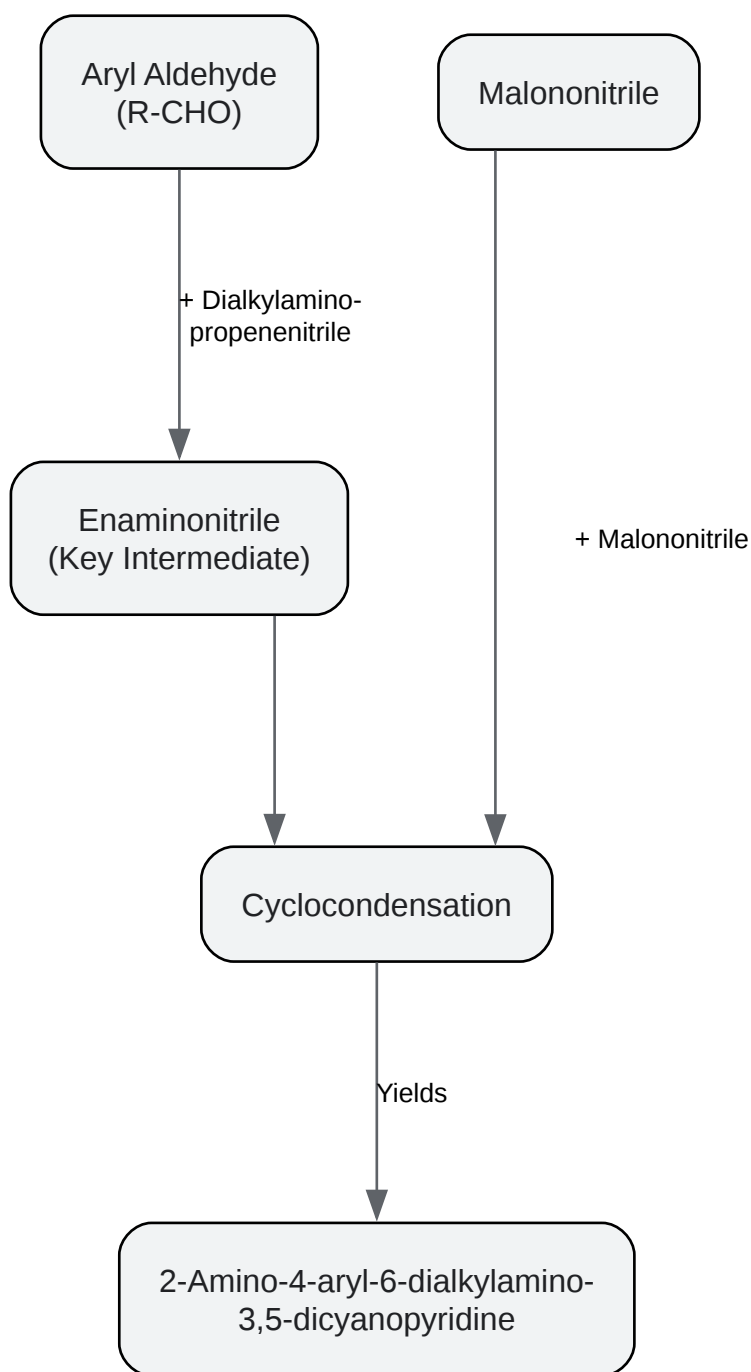 Aryl Aldehyde
(R-CHO)
Malononitrile
+ Dialkylamino-
propenenitrile
Enaminonitrile
(Key Intermediate)
+ Malononitrile
Cyclocondensation
Yields
2-Amino-4-aryl-6-dialkylamino-
3,5-dicyanopyridine